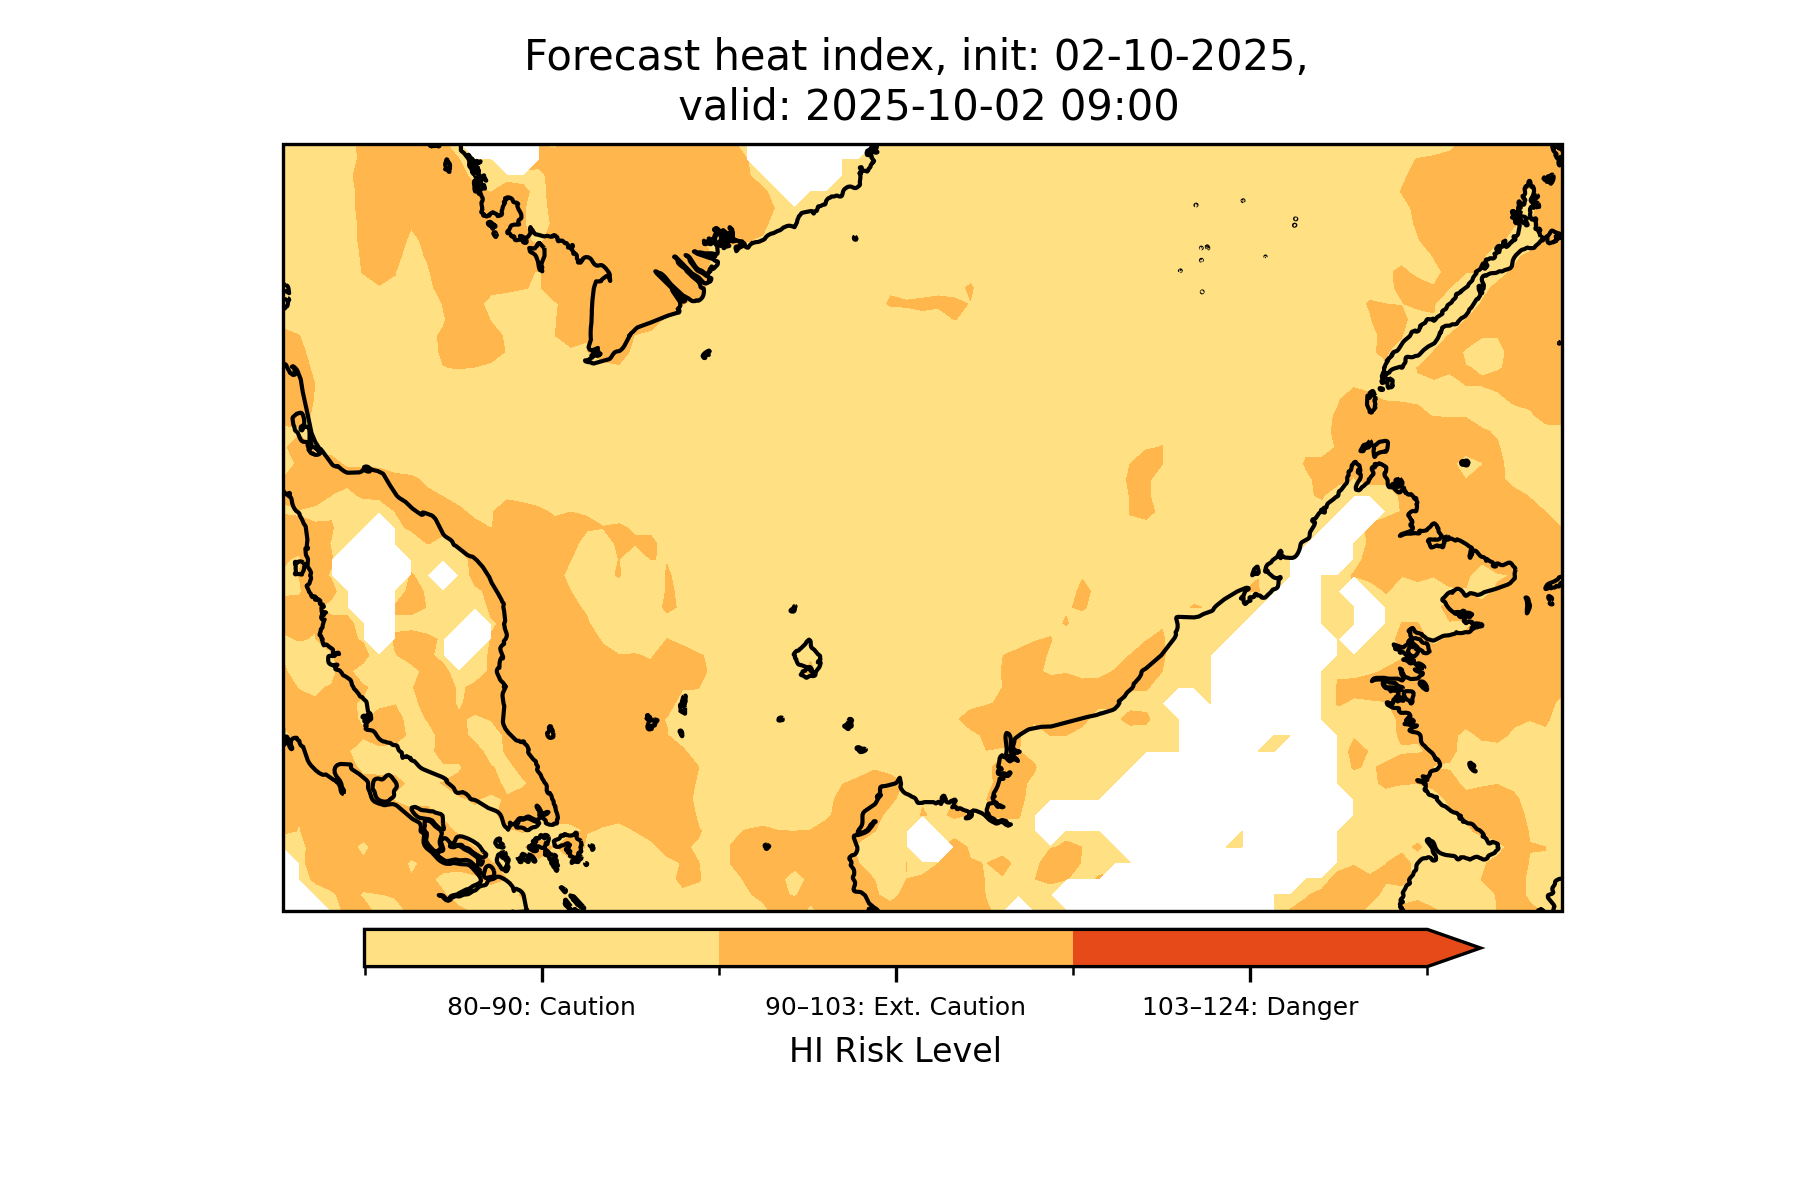 Forecast heat index, init: 02-10-2025,
valid: 2025-10-02 09:00
80–90: Caution
90–103: Ext. Caution
103–124: Danger
HI Risk Level